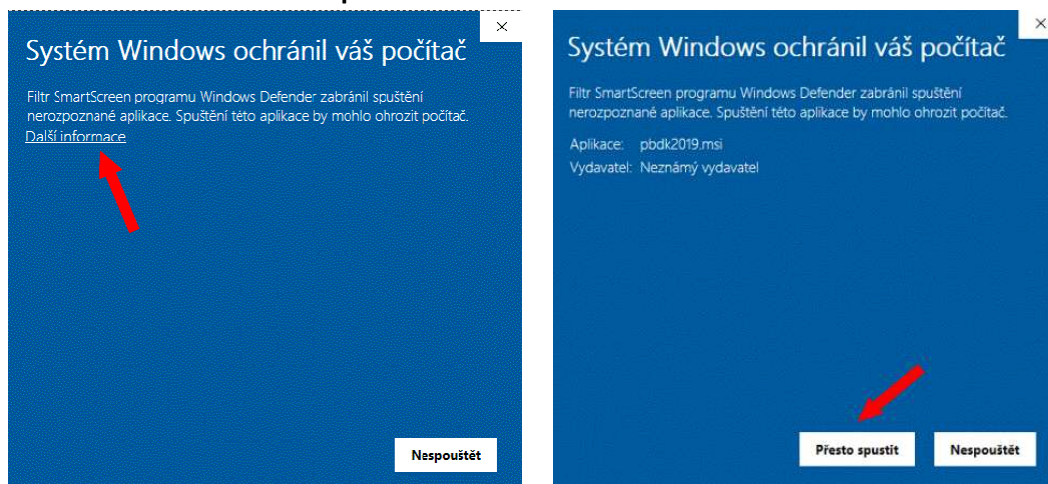 Systém Windows ochránil váš počítač
Filtr SmartScreen programu Windows Defender zabránil spuštění
nerozpoznané aplikace. Spuštění této aplikace by mohlo ohrozit počítač.
Další informace
Nespouštět
Systém Windows ochránil váš počítač
Filtr SmartScreen programu Windows Defender zabránil spuštění
nerozpoznané aplikace. Spuštění této aplikace by mohlo ohrozit počítač.
Aplikace: pbdk2019.msi
Vydavatel: Neznámý vydavatel
Přesto spustit
Nespouštět